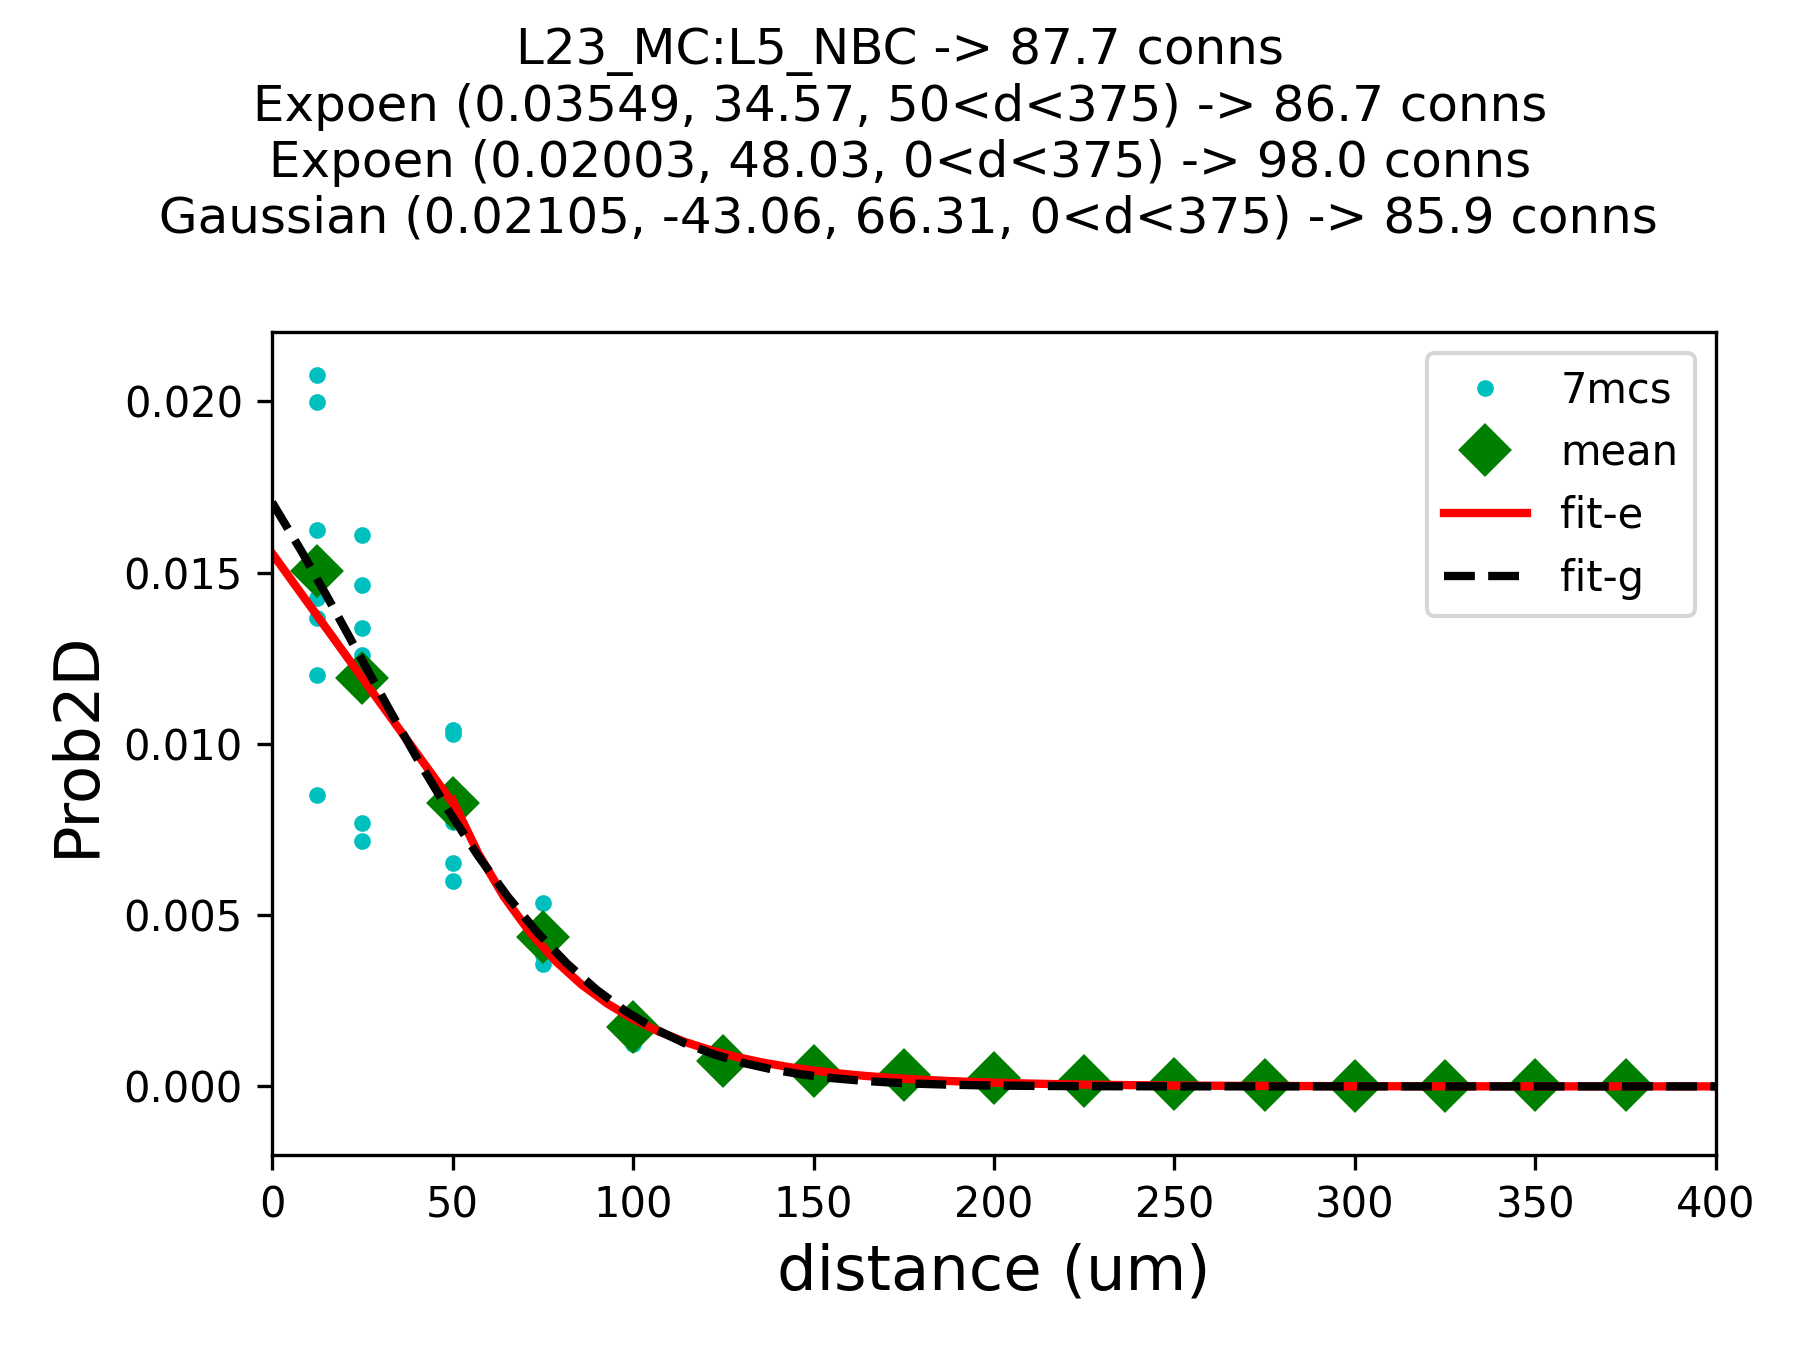 L23_MC:L5_NBC -> 87.7 conns
Expoen (0.03549, 34.57, 50<d<375) -> 86.7 conns
Expoen (0.02003, 48.03, 0<d<375) -> 98.0 conns
Gaussian (0.02105, -43.06, 66.31, 0<d<375) -> 85.9 conns
7mcs
mean
fit-e
fit-g
Prob2D
0.020
0.015
0.010
0.005
0.000
0 50 100 150 200 250 300 350 400
distance (um)